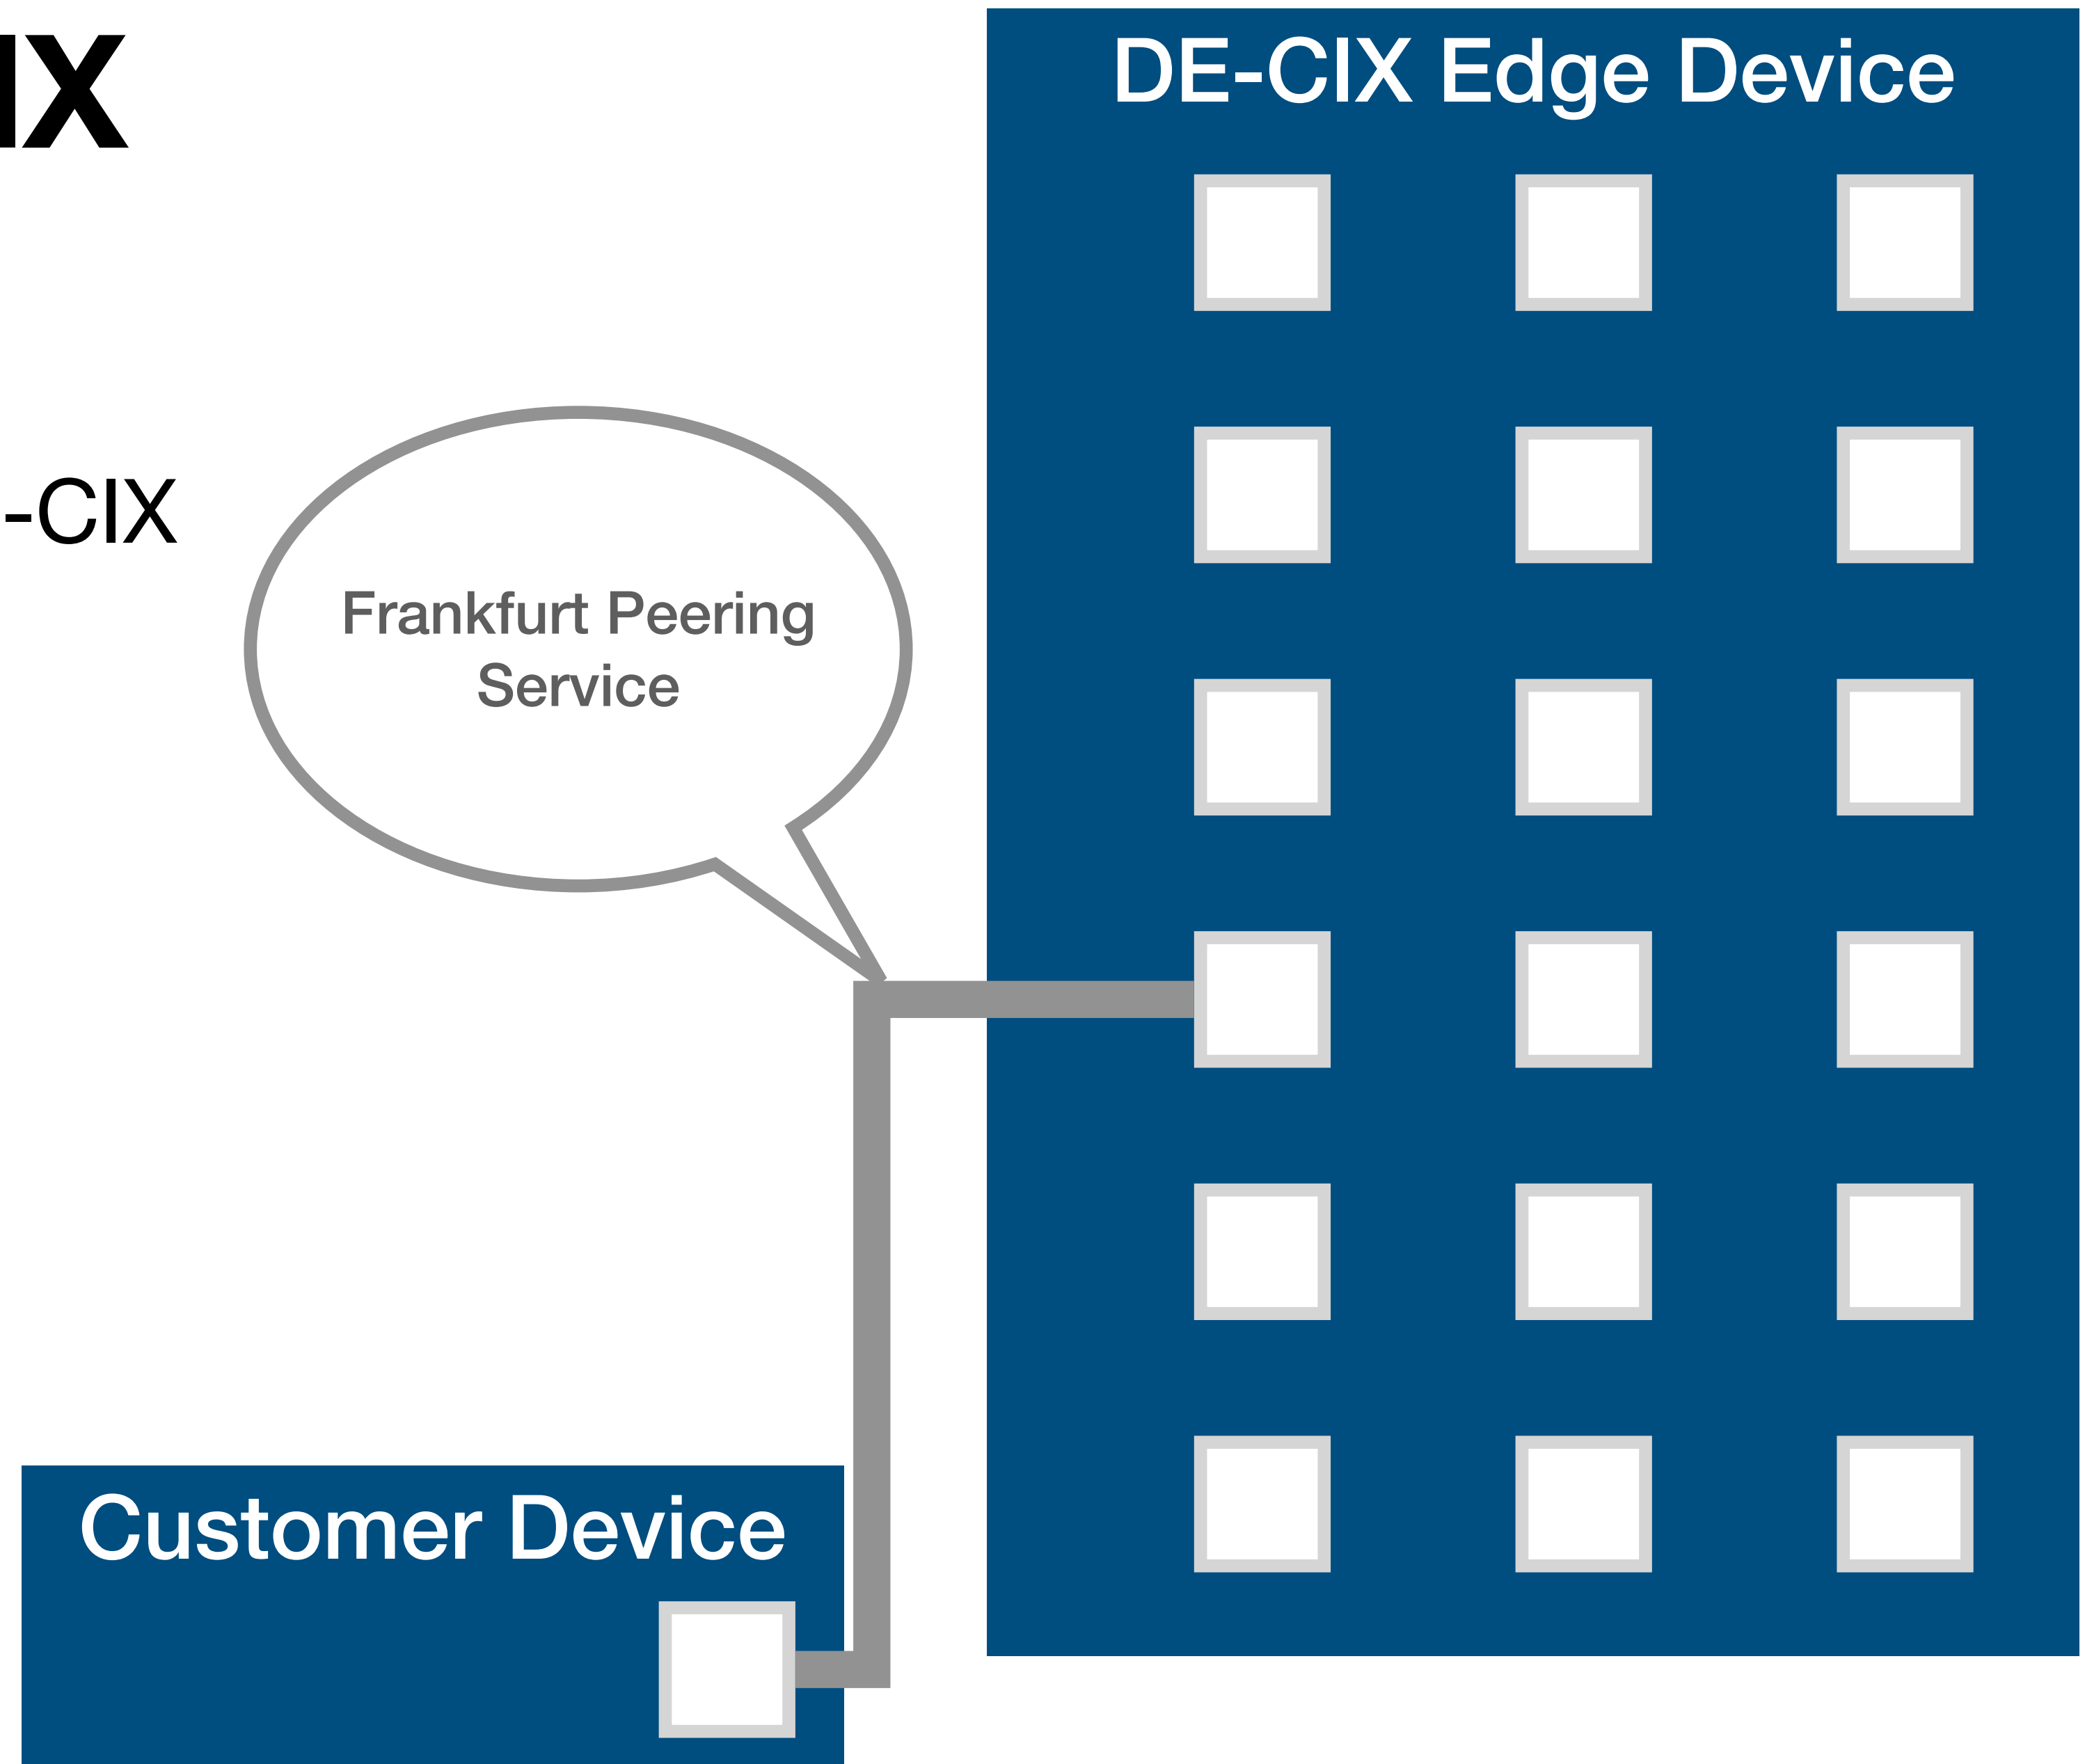 IX
DE-CIX Edge Device
-CIX
Frankfurt Peering
Service
Customer Device